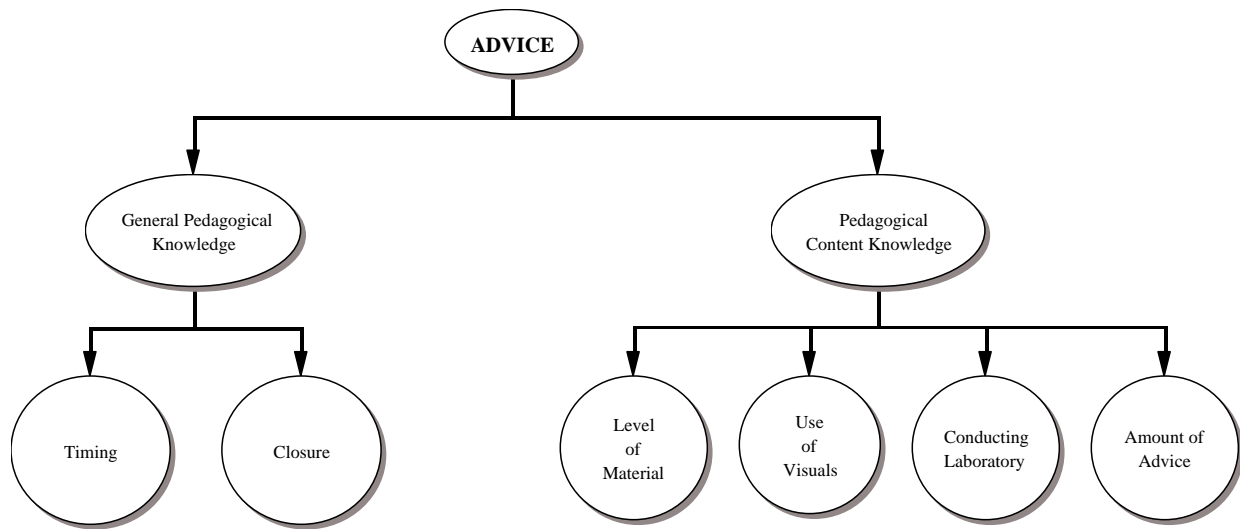 ADVICE
General Pedagogical
Knowledge
Pedagogical
Content Knowledge
Timing
Closure
Level
of
Material
Use
of
Visuals
Conducting
Laboratory
Amount of
Advice